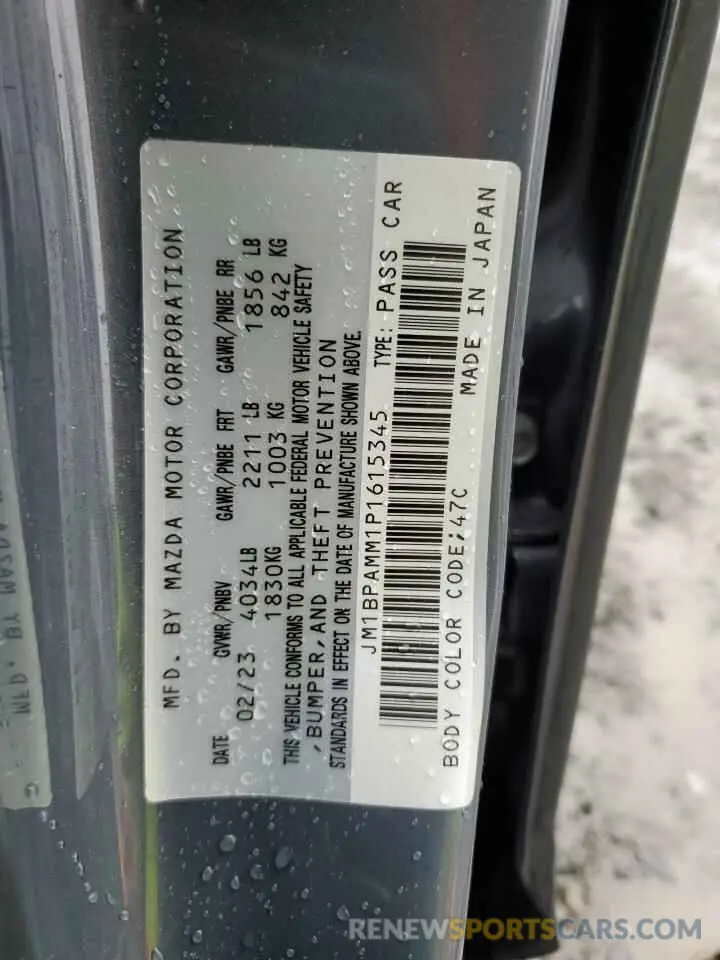 MFD. BY MAZDA MOTOR CORPORATION
DATE GVWR/PNBV GAWR/PNBE FRT GAWR/PNBE RR
02/23 4034LB 2211 LB 1856 LB
1830KG 1003 KG 842 KG
THIS VEHICLE CONFORMS TO ALL APPLICABLE FEDERAL MOTOR VEHICLE SAFETY
,BUMPER,AND THEFT PREVENTION
STANDARDS IN EFFECT ON THE DATE OF MANUFACTURE SHOWN ABOVE.
JM1BPAMM1P1615345 TYPE: PASS CAR
BODY COLOR CODE:47C MADE IN JAPAN
RENEWSPORTSCARS.COM